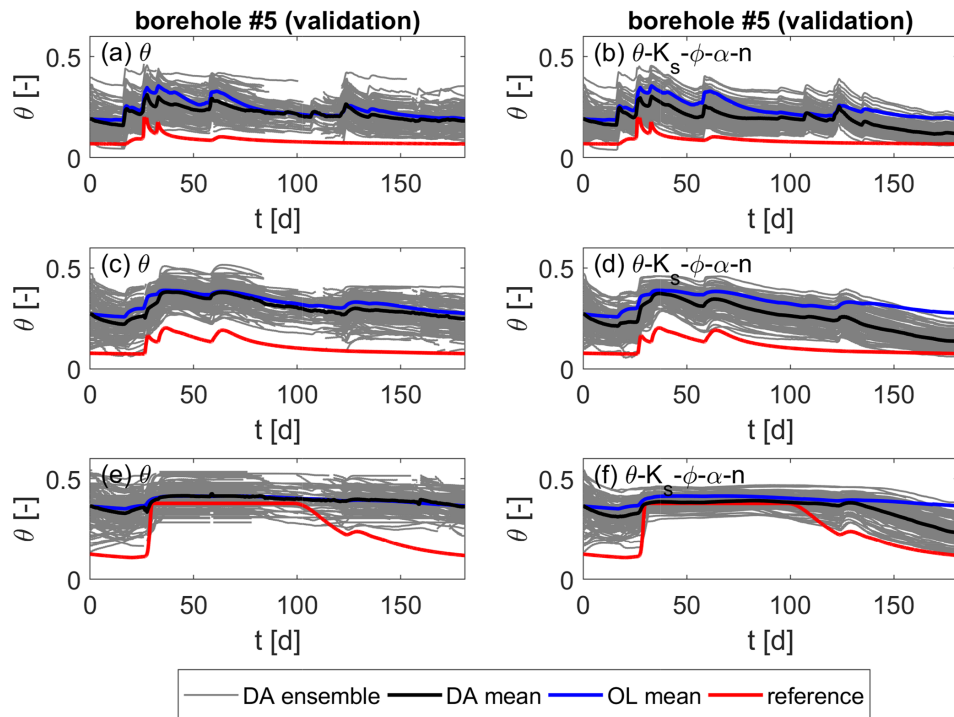 borehole #5 (validation) borehole #5 (validation)
(a) θ
0.5
0
θ [-]
0 50 100 150
t [d]
(b) θ-Kₛ-ϕ-α-n
0.5
0
θ [-]
0 50 100 150
t [d]
(c) θ
0.5
0
θ [-]
0 50 100 150
t [d]
(d) θ-Kₛ-ϕ-α-n
0.5
0
θ [-]
0 50 100 150
t [d]
(e) θ
0.5
0
θ [-]
0 50 100 150
t [d]
(f) θ-Kₛ-ϕ-α-n
0.5
0
θ [-]
0 50 100 150
t [d]
DA ensemble DA mean OL mean reference